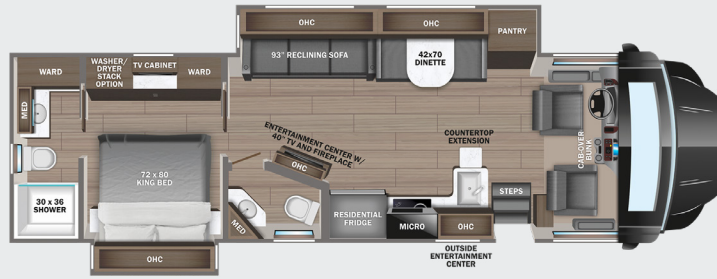 OHC
OHC
PANTRY
93" RECLINING SOFA
42x70
DINETTE
WARD
WASHER/
DRYER
STACK
OPTION
TV CABINET
WARD
MED
ENTERTAINMENT CENTER W/
40" TV AND FIREPLACE
OHC
COUNTERTOP
EXTENSION
CAB-OVER
BUNK
72 x 80
KING BED
30 x 36
SHOWER
MED
RESIDENTIAL
FRIDGE
MICRO
OHC
STEPS
OHC
OUTSIDE
ENTERTAINMENT
CENTER